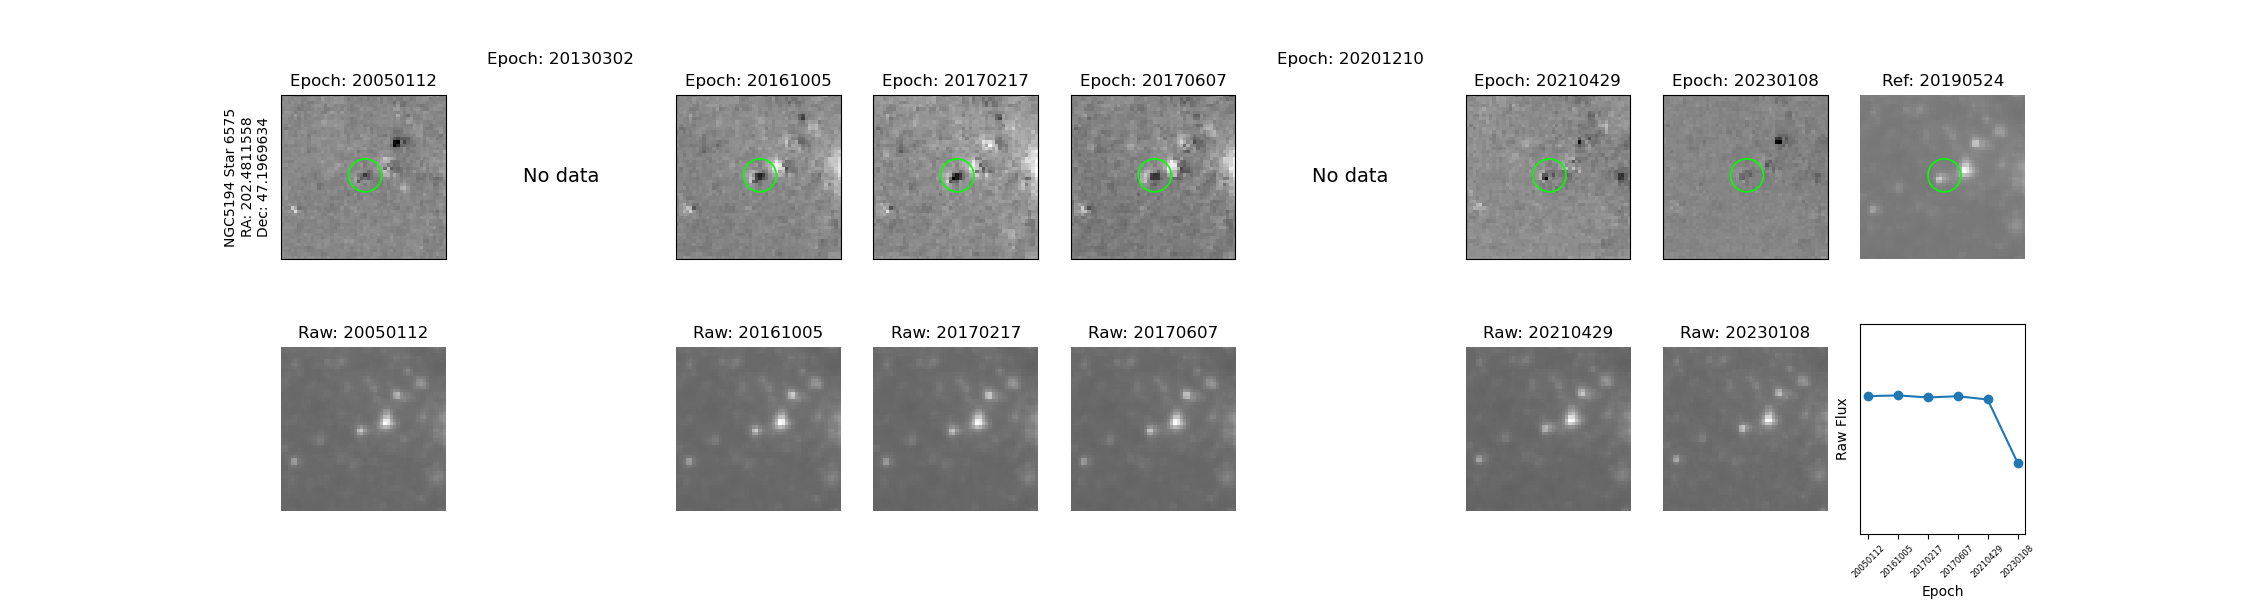 Epoch: 20130302
Epoch: 20201210
Epoch: 20050112
Epoch: 20161005
Epoch: 20170217
Epoch: 20170607
Epoch: 20210429
Epoch: 20230108
Ref: 20190524
NGC5194 Star 6575
RA: 202.4811558
Dec: 47.1969634
No data
No data
Raw: 20050112
Raw: 20161005
Raw: 20170217
Raw: 20170607
Raw: 20210429
Raw: 20230108
Raw Flux
20050112
20161005
20170217
20170607
20210429
20230108
Epoch